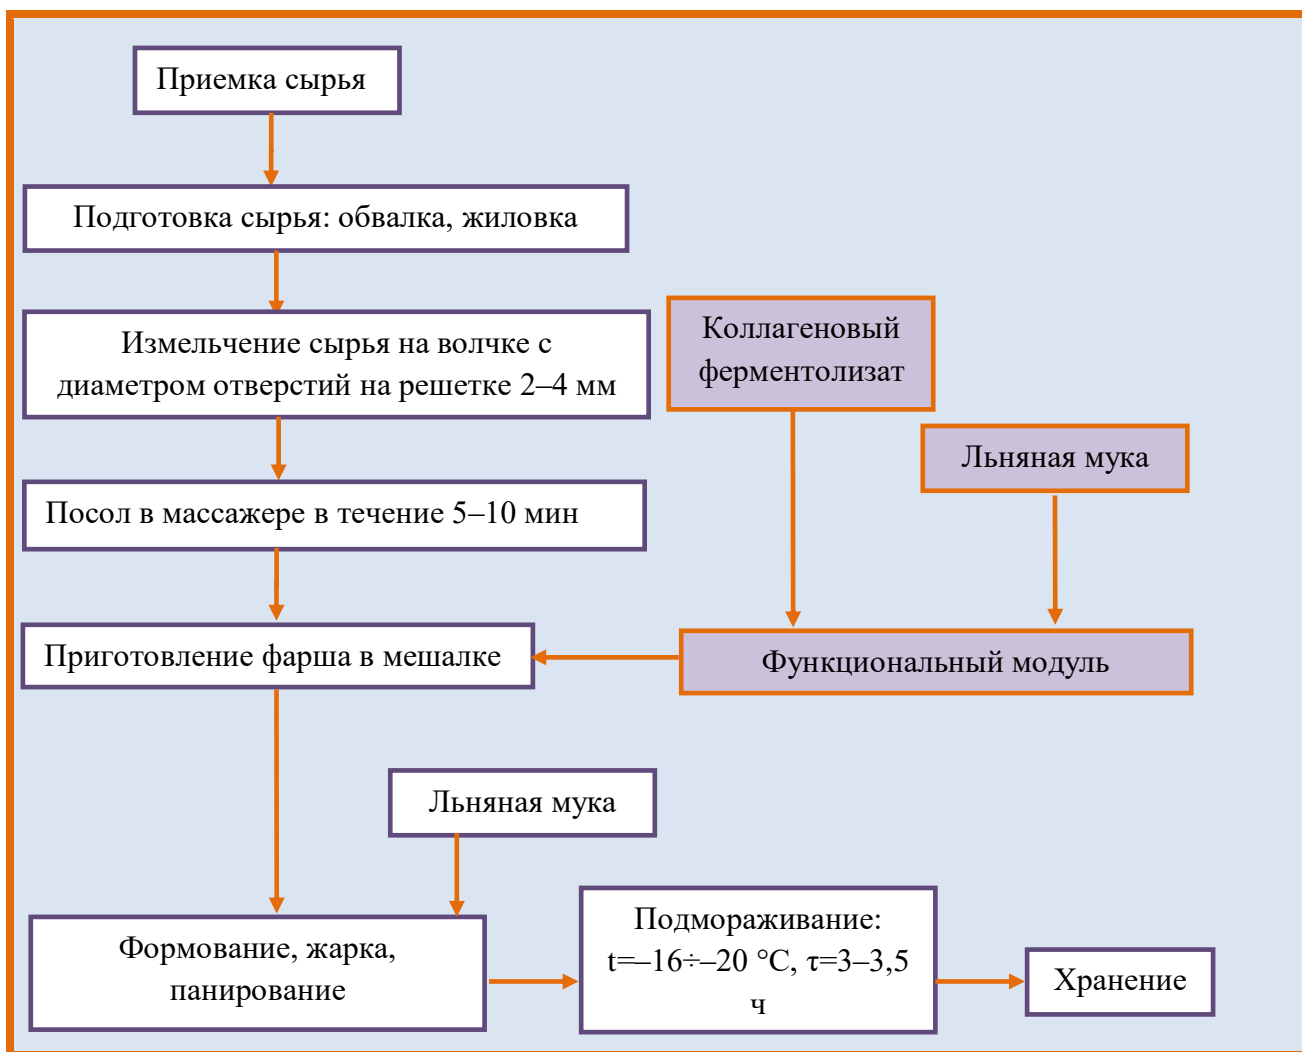 Приемка сырья
Подготовка сырья: обвалка, жиловка
Измельчение сырья на волчке с
диаметром отверстий на решетке 2–4 мм
Коллагеновый
ферментолизат
Льняная мука
Посол в массажере в течение 5–10 мин
Приготовление фарша в мешалке
Функциональный модуль
Льняная мука
Формование, жарка,
панирование
Подмораживание:
t=–16÷–20 °C, τ=3–3,5
ч
Хранение